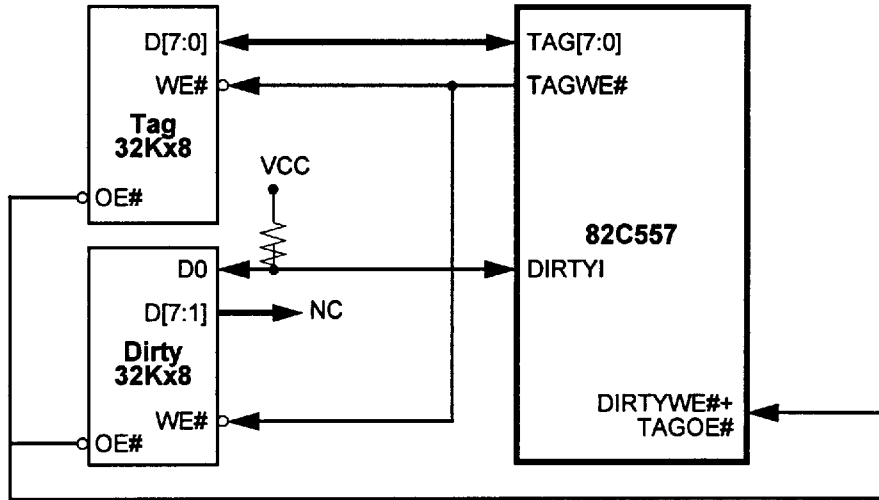 D[7:0]
WE#
Tag
32Kx8
OE#
VCC
D0
D[7:1]
NC
Dirty
32Kx8
WE#
OE#
TAG[7:0]
TAGWE#
82C557
DIRTYI
DIRTYWE#+
TAGOE#